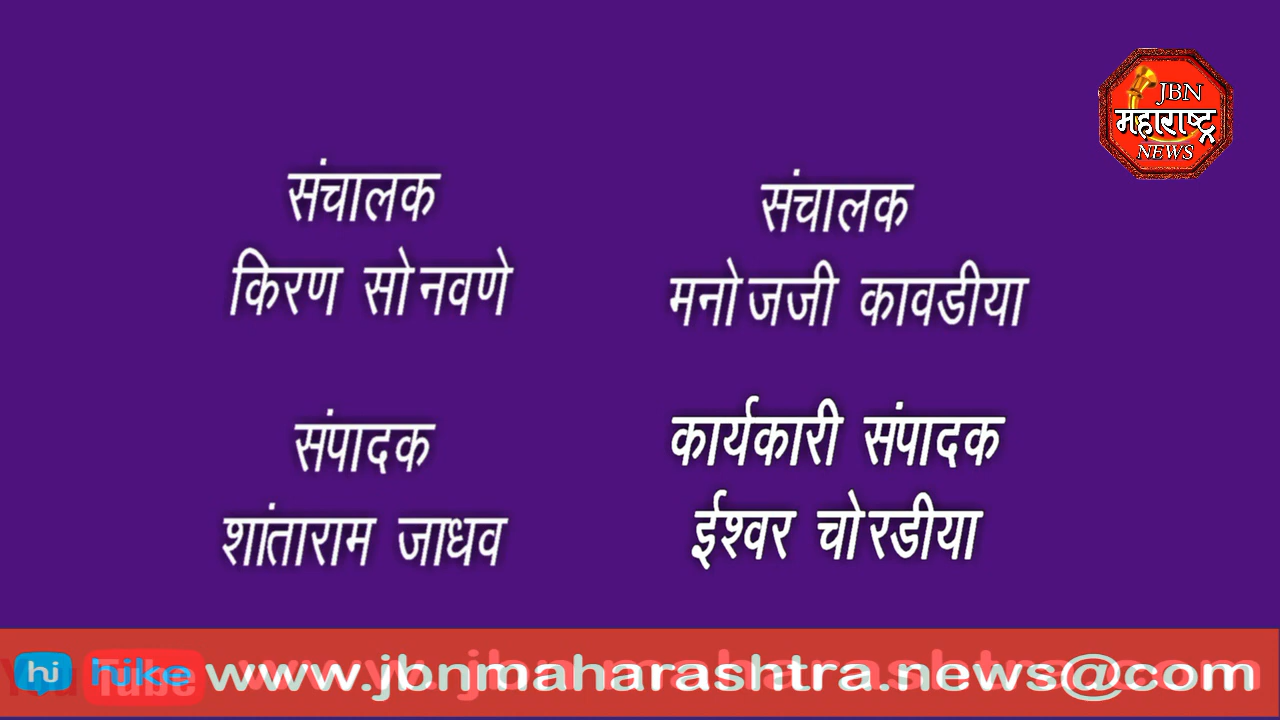 JBN
महाराष्ट्र
NEWS
संचालक
किरण सोनवणे
संचालक
मनोजजी कावडीया
संपादक
शांताराम जाधव
कार्यकारी संपादक
ईश्वर चोरडीया
hi hike www.jbnmaharashtra.news@com